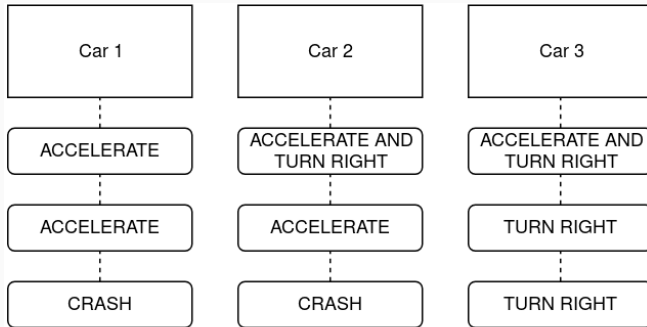 Car 1
Car 2
Car 3
ACCELERATE
ACCELERATE AND
TURN RIGHT
ACCELERATE AND
TURN RIGHT
ACCELERATE
ACCELERATE
TURN RIGHT
CRASH
CRASH
TURN RIGHT